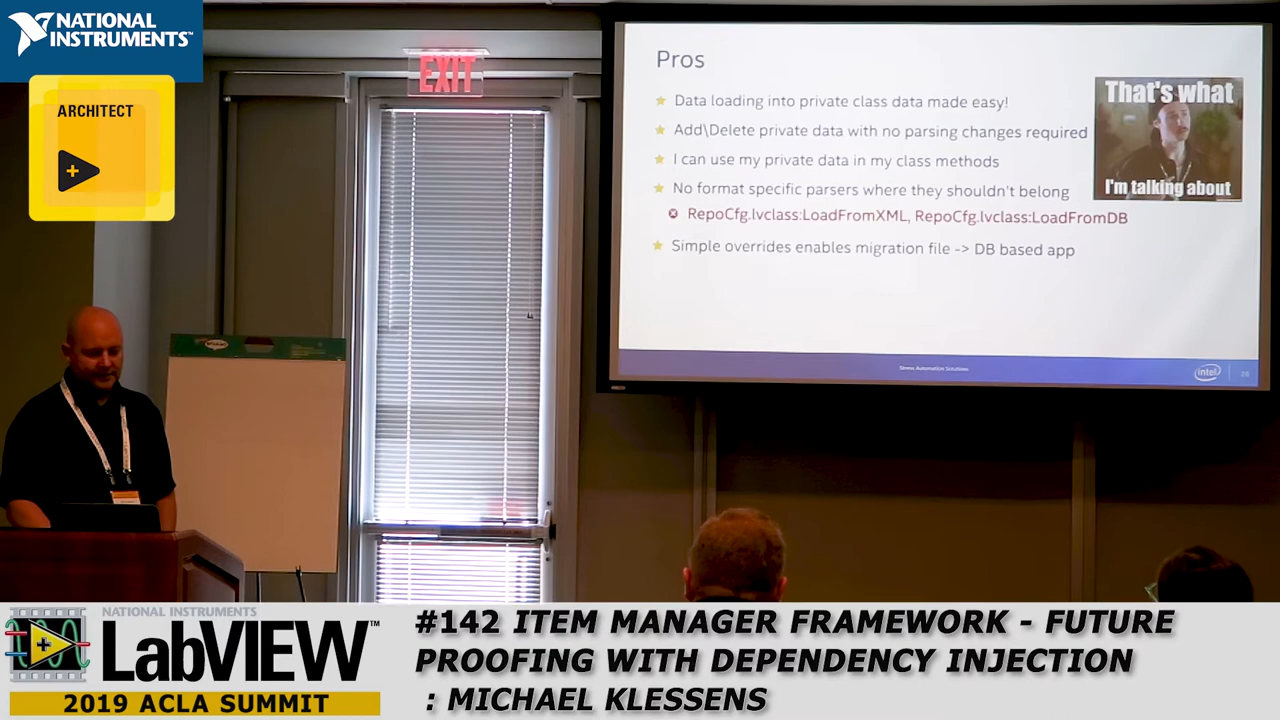 NATIONAL
INSTRUMENTS™
ARCHITECT
EXIT
Pros
Data loading into private class data made easy!
Add\Delete private data with no parsing changes required
I can use my private data in my class methods
No format specific parsers where they shouldn't belong
RepoCfg.lvclass:LoadFromXML, RepoCfg.lvclass:LoadFromDB
Simple overrides enables migration file -> DB based app
That's what
I'm talking about
intel
NATIONAL INSTRUMENTS
LabVIEW™
2019 ACLA SUMMIT
#142 ITEM MANAGER FRAMEWORK - FUTURE
PROOFING WITH DEPENDENCY INJECTION
: MICHAEL KLESSENS